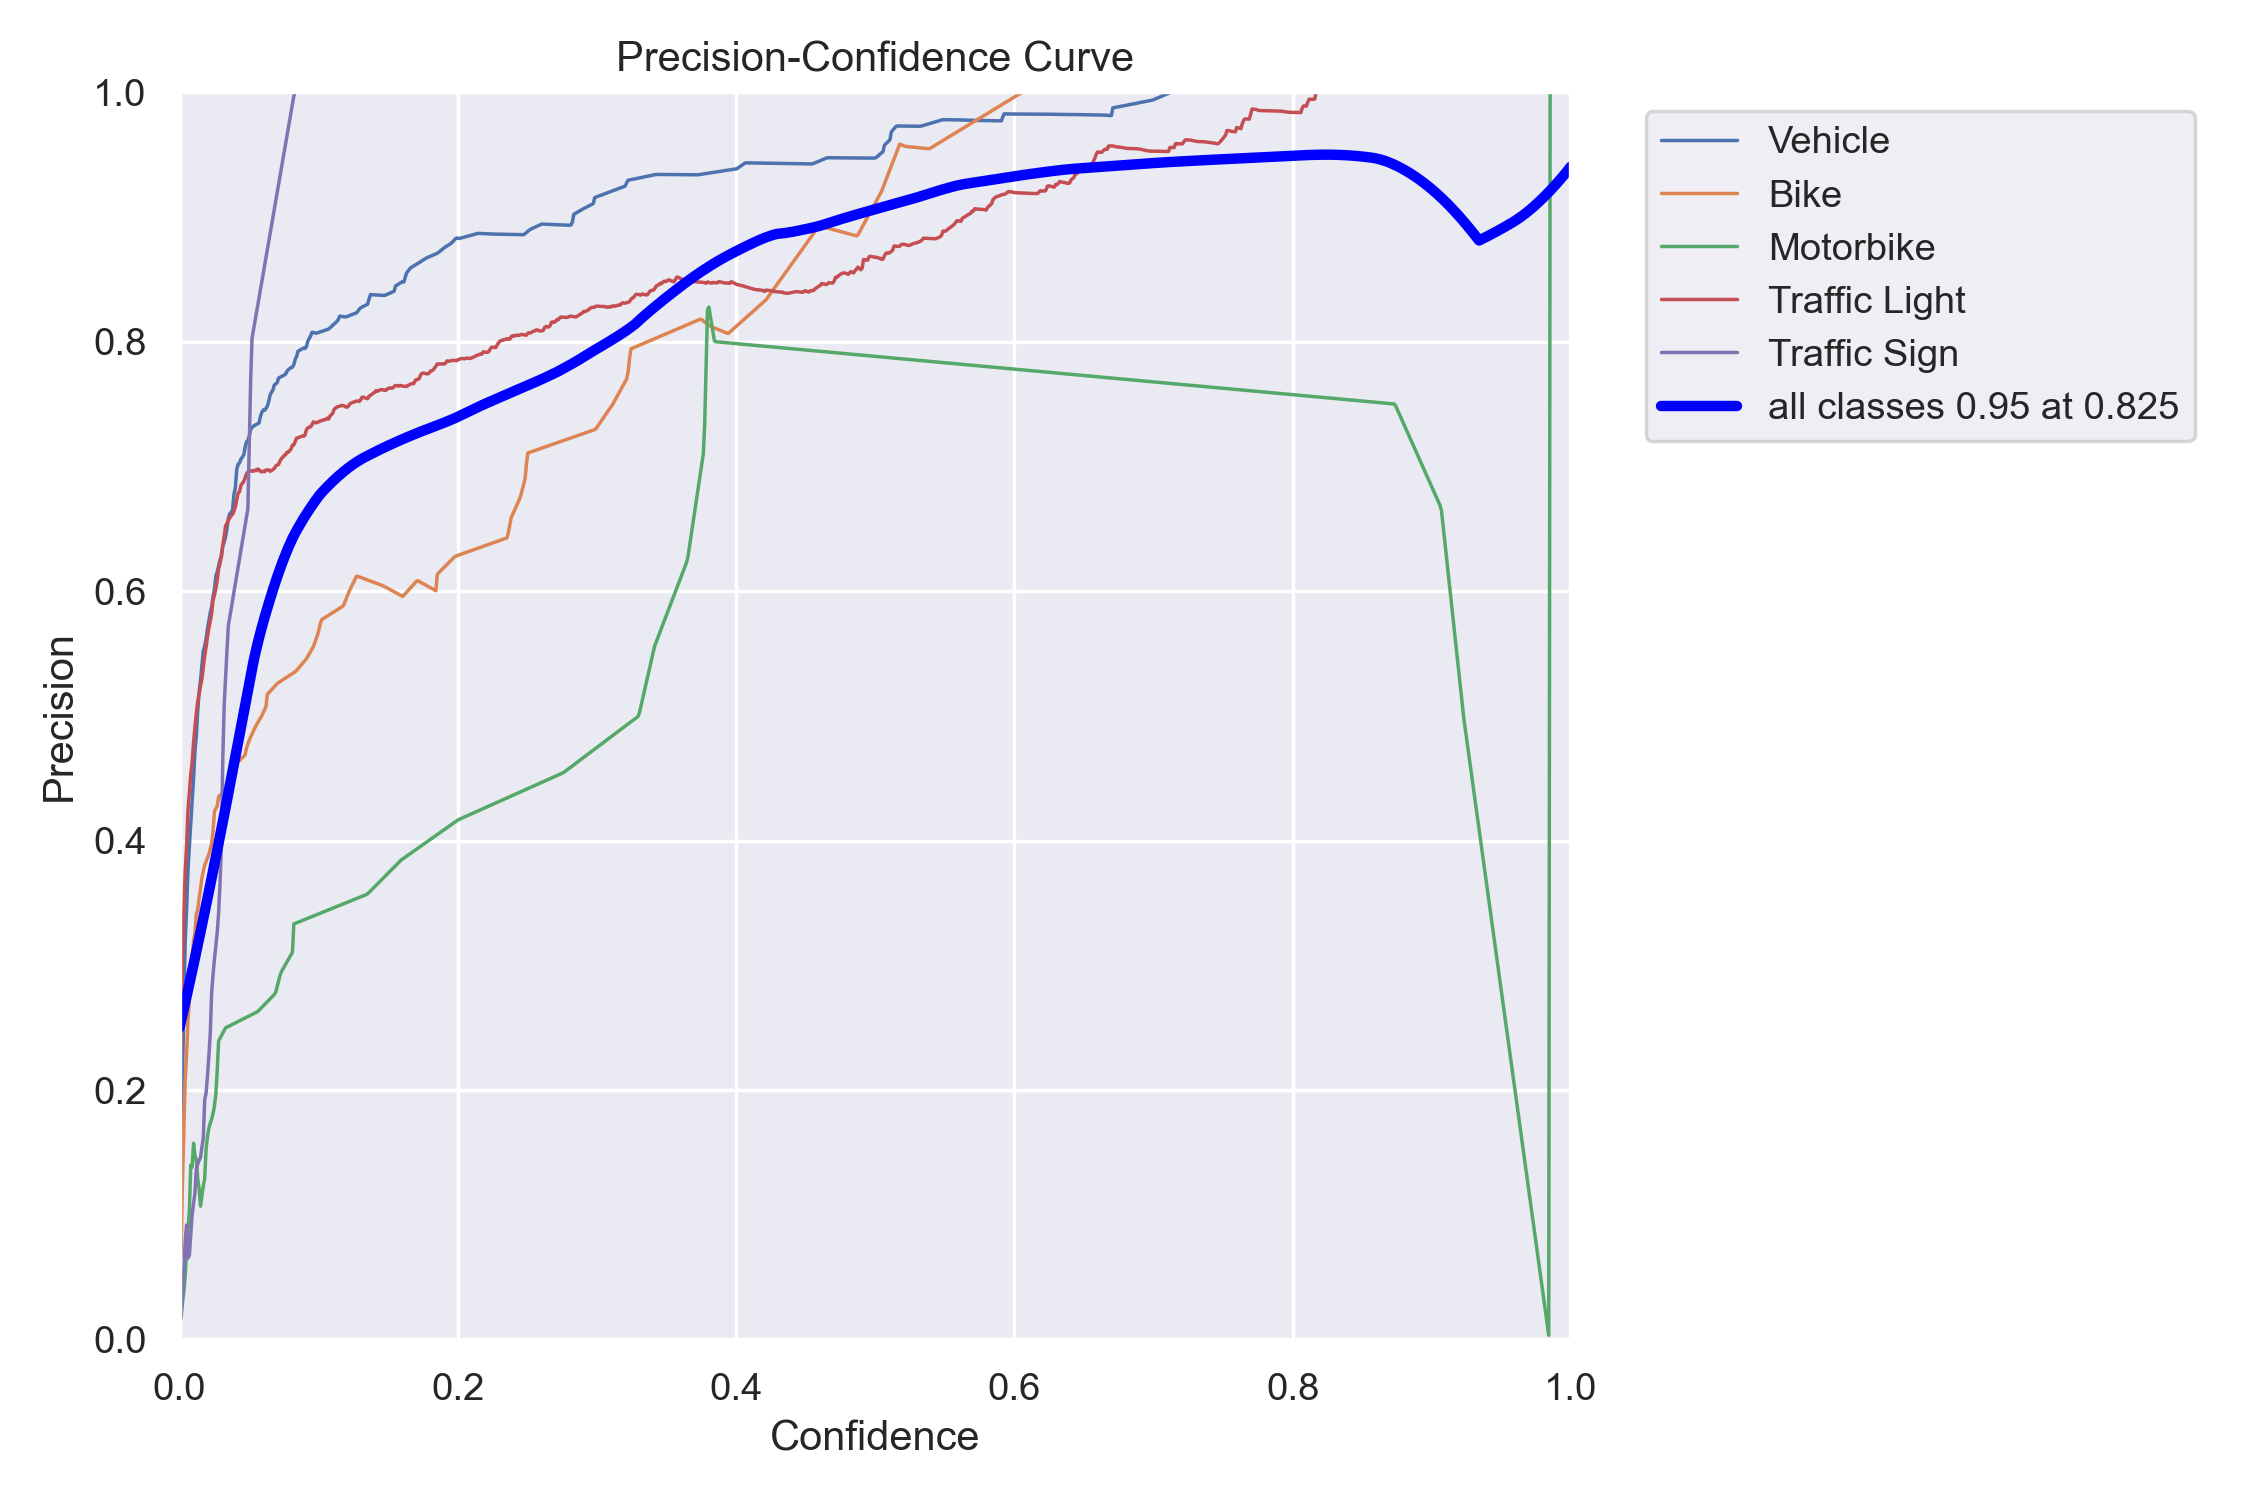 Precision-Confidence Curve
1.0
0.8
0.6
0.4
0.2
0.0
Precision
0.0 0.2 0.4 0.6 0.8 1.0
Confidence
Vehicle
Bike
Motorbike
Traffic Light
Traffic Sign
all classes 0.95 at 0.825